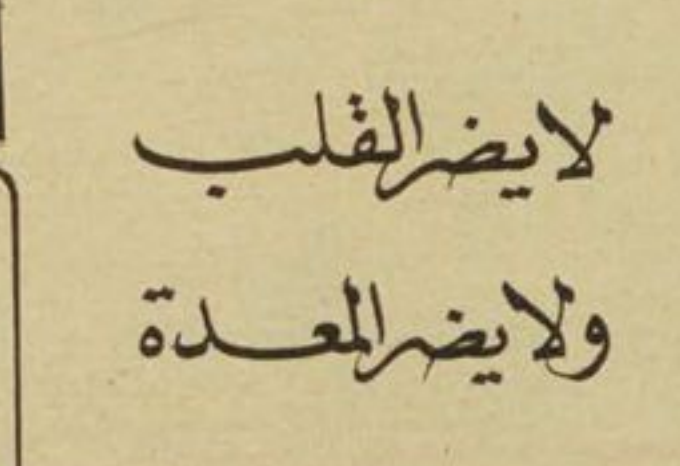 لا يضر القلب
ولا يضر المعدة